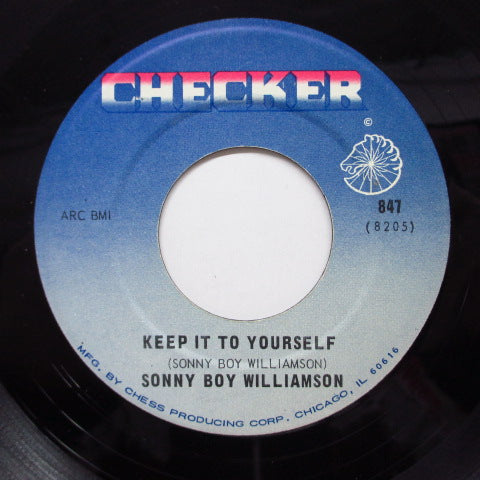 CHECKER
©
ARC BMI
847
(8205)
KEEP IT TO YOURSELF
(SONNY BOY WILLIAMSON)
SONNY BOY WILLIAMSON
MFG. BY CHESS PRODUCING CORP. CHICAGO, IL 60616